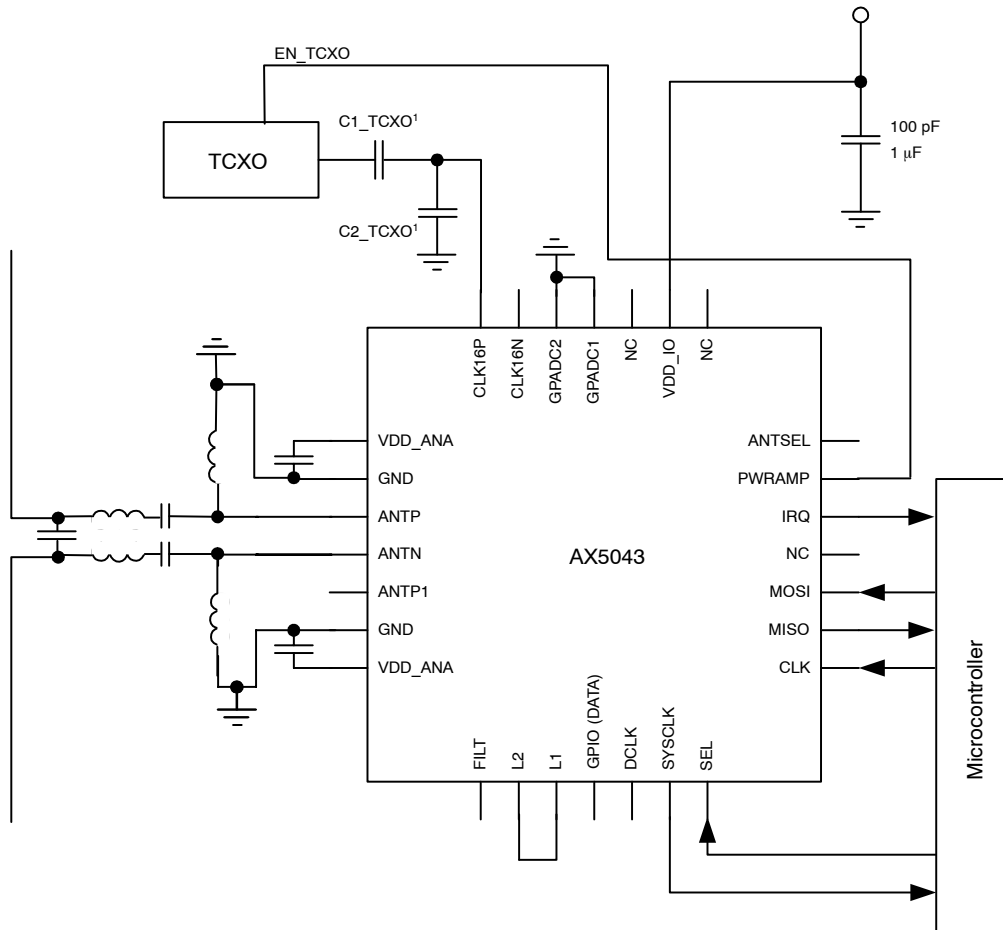 EN_TCXO
C1_TCXO¹
TCXO
C2_TCXO¹
100 pF
1 μF
CLK16P
CLK16N
GPADC2
GPADC1
NC
VDD_IO
NC
VDD_ANA
GND
ANTP
ANTN
ANTP1
GND
VDD_ANA
AX5043
ANTSEL
PWRAMP
IRQ
NC
MOSI
MISO
CLK
FILT
L2
L1
GPIO (DATA)
DCLK
SYSCLK
SEL
Microcontroller